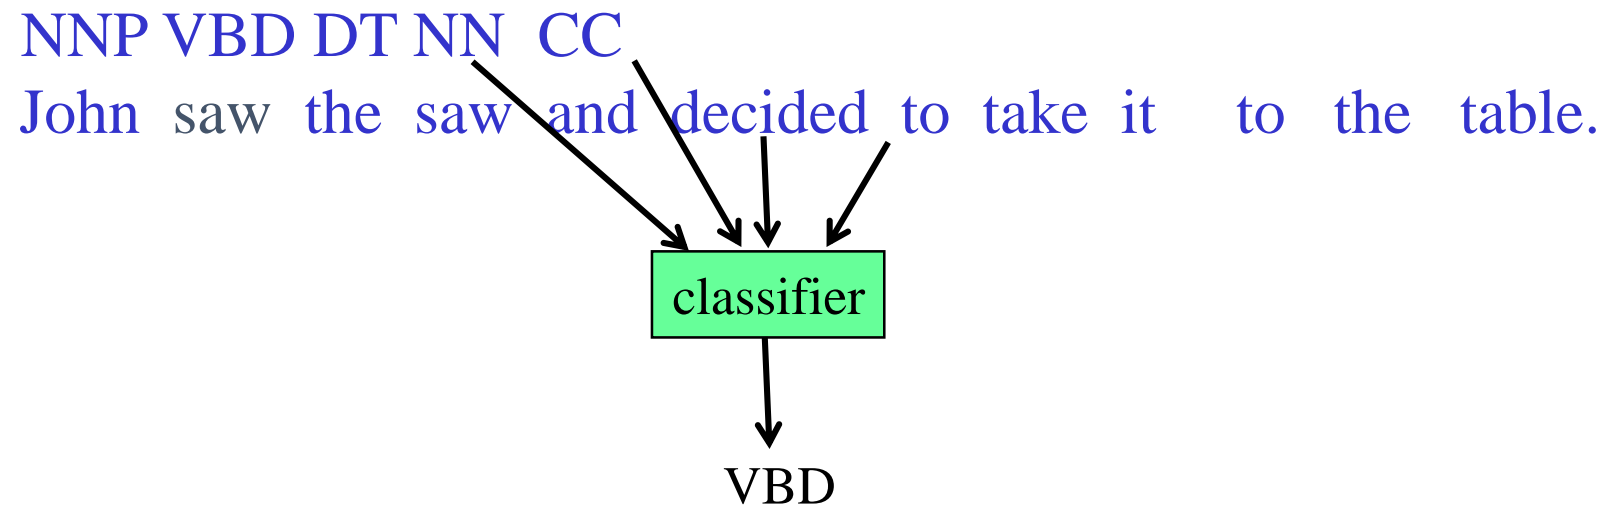 NNP VBD DT NN CC
John saw the saw and decided to take it to the table.
classifier
VBD